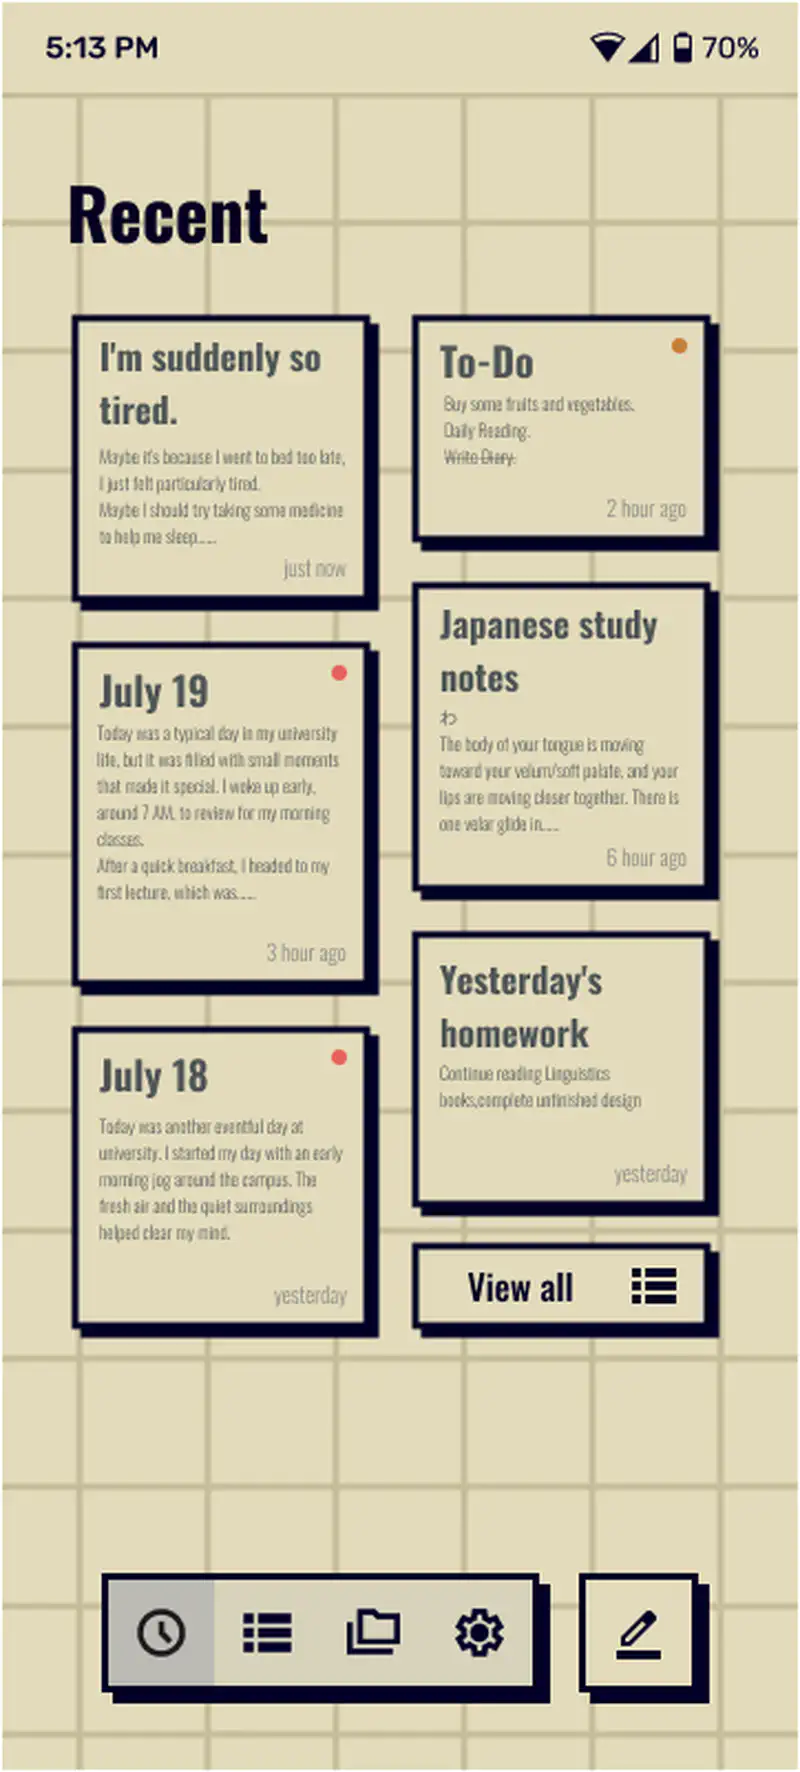 5:13 PM
70%
Recent
I'm suddenly so
tired.
Maybe it's because I went to bed too late,
I just felt particularly tired.
Maybe I should try taking some medicine
to help me sleep......
just now
July 19
Today was a typical day in my university
life, but it was filled with small moments
that made it special. I woke up early,
around 7 AM, to review for my morning
classes.
After a quick breakfast, I headed to my
first lecture, which was......
3 hour ago
July 18
Today was another eventful day at
university. I started my day with an early
morning jog around the campus. The
fresh air and the quiet surroundings
helped clear my mind.
yesterday
To-Do
Buy some fruits and vegetables.
Daily Reading.
Write Diary.
2 hour ago
Japanese study
notes
わ
The body of your tongue is moving
toward your velum/soft palate, and your
lips are moving closer together. There is
one velar glide in......
6 hour ago
Yesterday's
homework
Continue reading Linguistics
books,complete unfinished design
yesterday
View all